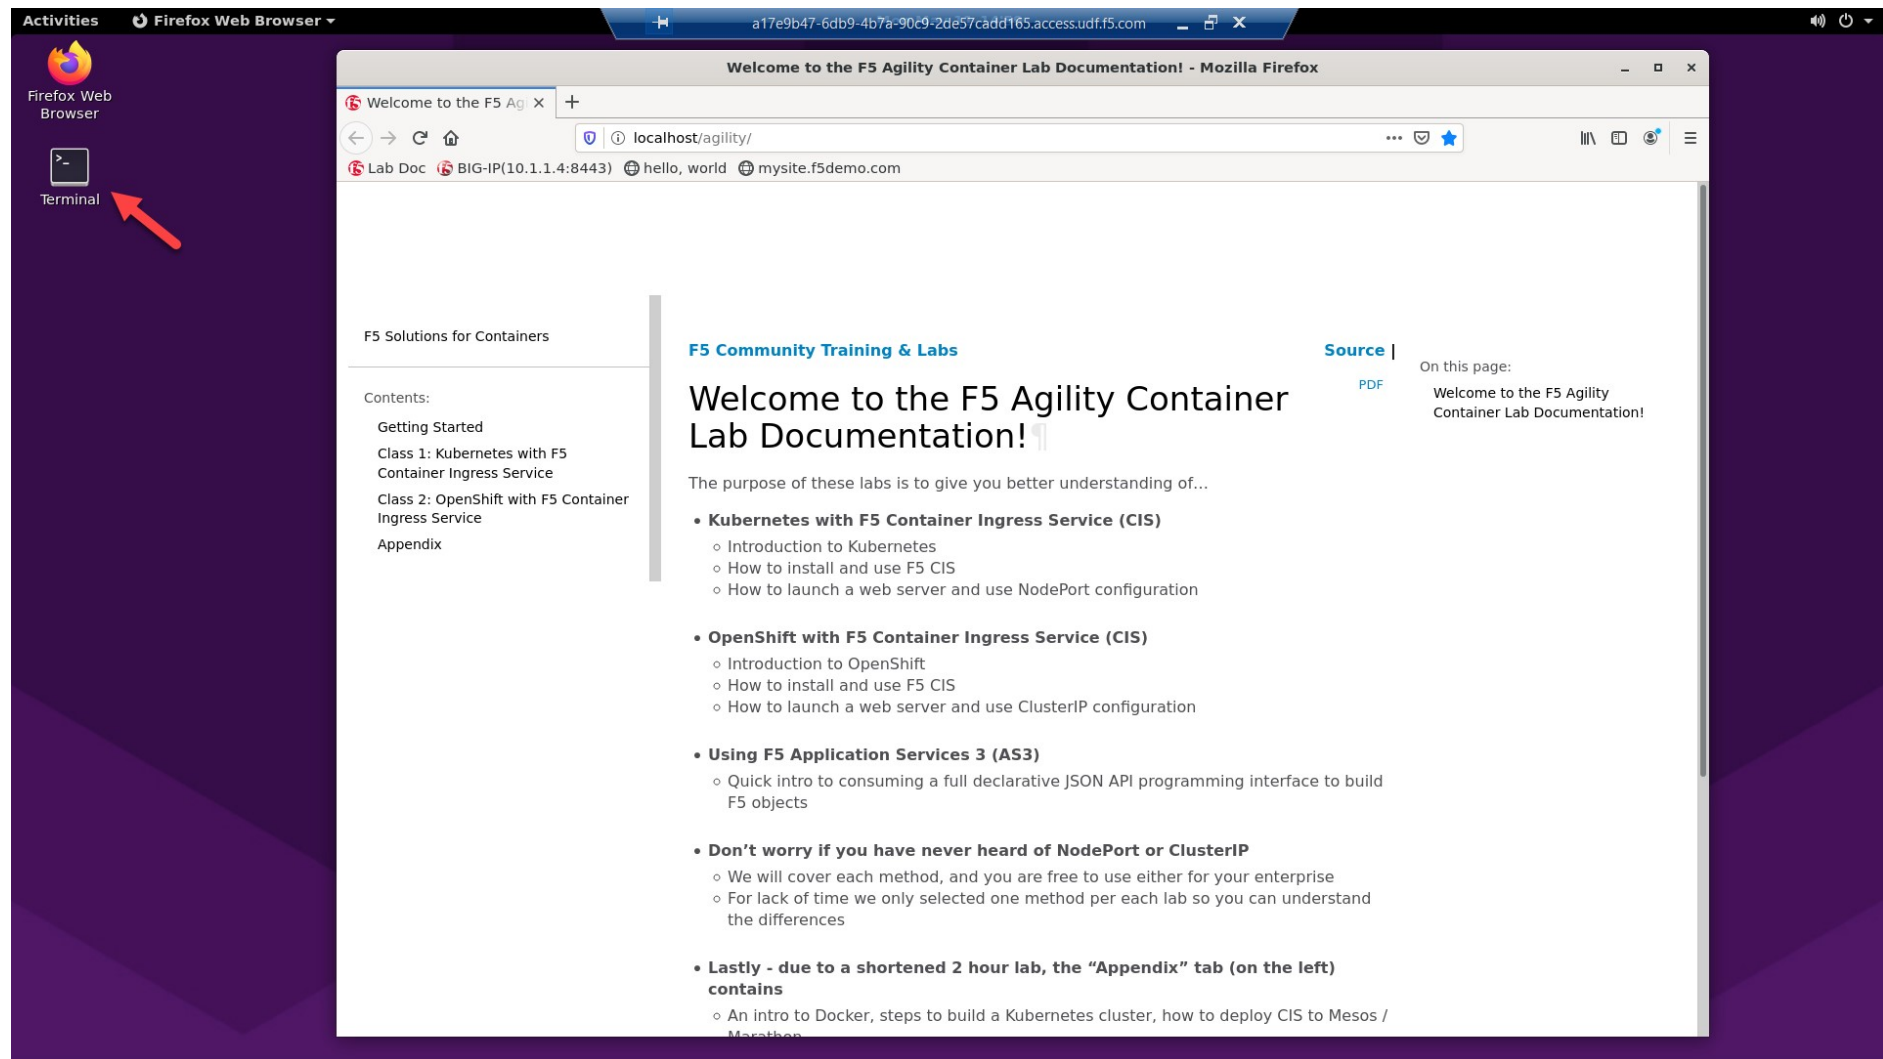 Activities
Firefox Web Browser
a17e9b47-6db9-4b7a-90c9-2de57cadd165.access.udf.f5.com
Firefox Web
Browser
>_
Terminal
Welcome to the F5 Agility Container Lab Documentation! - Mozilla Firefox
Welcome to the F5 Ag
localhost/agility/
Lab Doc
BIG-IP(10.1.1.4:8443)
hello, world
mysite.f5demo.com
F5 Solutions for Containers
Contents:
Getting Started
Class 1: Kubernetes with F5
Container Ingress Service
Class 2: OpenShift with F5 Container
Ingress Service
Appendix
F5 Community Training & Labs
Source |
PDF
Welcome to the F5 Agility Container
Lab Documentation!¶
The purpose of these labs is to give you better understanding of…
• Kubernetes with F5 Container Ingress Service (CIS)
◦ Introduction to Kubernetes
◦ How to install and use F5 CIS
◦ How to launch a web server and use NodePort configuration
• OpenShift with F5 Container Ingress Service (CIS)
◦ Introduction to OpenShift
◦ How to install and use F5 CIS
◦ How to launch a web server and use ClusterIP configuration
• Using F5 Application Services 3 (AS3)
◦ Quick intro to consuming a full declarative JSON API programming interface to build
F5 objects
• Don’t worry if you have never heard of NodePort or ClusterIP
◦ We will cover each method, and you are free to use either for your enterprise
◦ For lack of time we only selected one method per each lab so you can understand
the differences
• Lastly - due to a shortened 2 hour lab, the “Appendix” tab (on the left)
contains
◦ An intro to Docker, steps to build a Kubernetes cluster, how to deploy CIS to Mesos /
Marathon
On this page:
Welcome to the F5 Agility
Container Lab Documentation!